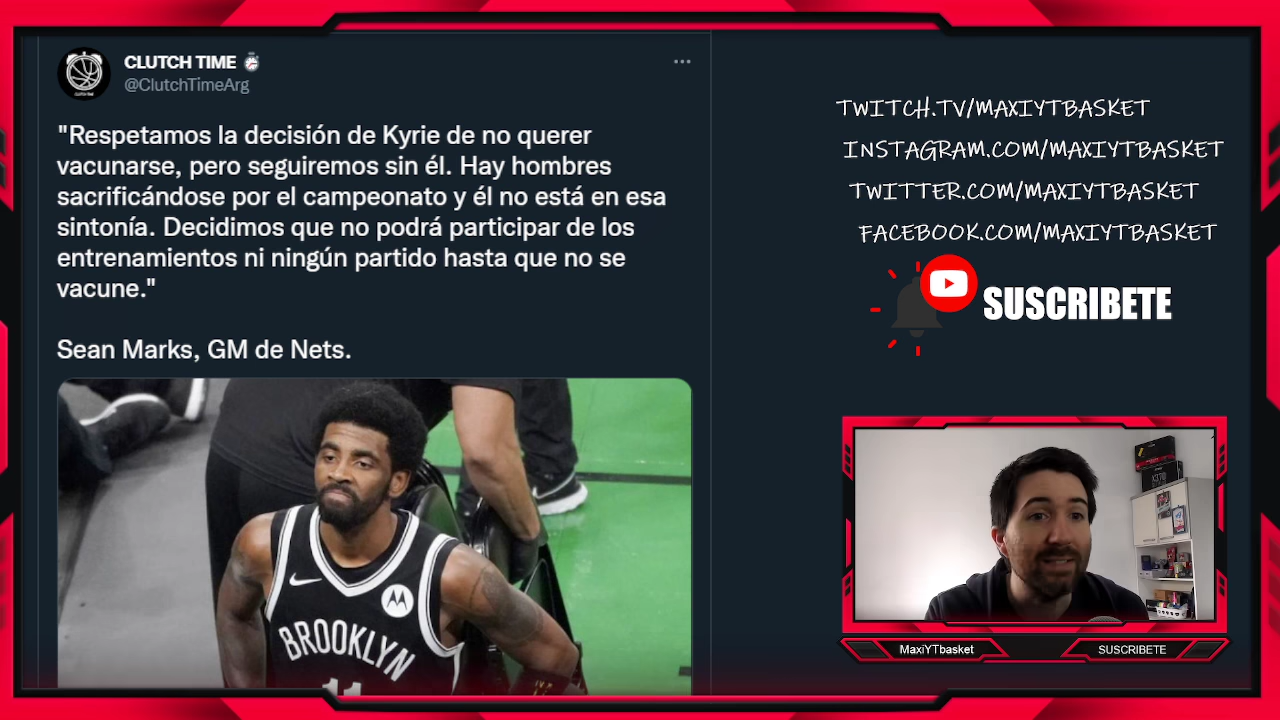 CLUTCH TIME
@ClutchTimeArg
"Respetamos la decisión de Kyrie de no querer
vacunarse, pero seguiremos sin él. Hay hombres
sacrificándose por el campeonato y él no está en esa
sintonía. Decidimos que no podrá participar de los
entrenamientos ni ningún partido hasta que no se
vacune."
Sean Marks, GM de Nets.
BROOKLYN
11
TWITCH.TV/MAXIYTBASKET
INSTAGRAM.COM/MAXIYTBASKET
TWITTER.COM/MAXIYTBASKET
FACEBOOK.COM/MAXIYTBASKET
SUSCRIBETE
MaxiYTbasket
SUSCRIBETE